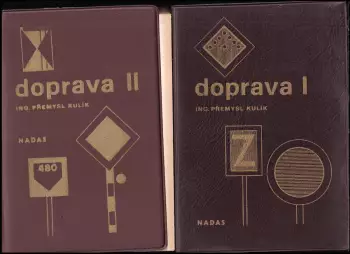 doprava II
ING. PŘEMYSL KULÍK
NADAS
480
doprava I
ING. PŘEMYSL KULÍK
Z
NADAS